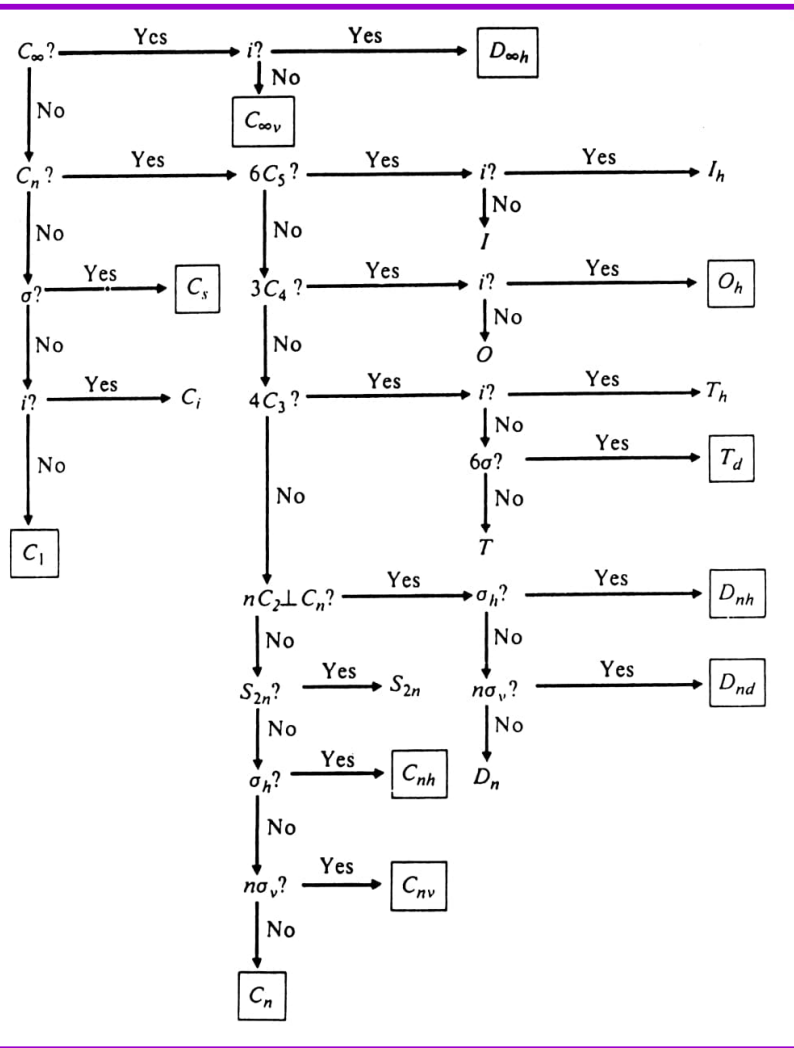 C∞? Yes i? Yes D∞h
No No
C∞v
Cn? Yes 6C5? Yes i? Yes Ih
No No No
I
σ? Yes Cs 3C4? Yes i? Yes Oh
No No No
O
i? Yes Ci 4C3? Yes i? Yes Th
No No No
6σ? Yes Td
No
C1 T
nC2⊥Cn? Yes σh? Yes Dnh
No No
S2n? Yes S2n nσv? Yes Dnd
No No
σh? Yes Cnh Dn
No
nσv? Yes Cnv
No
Cn